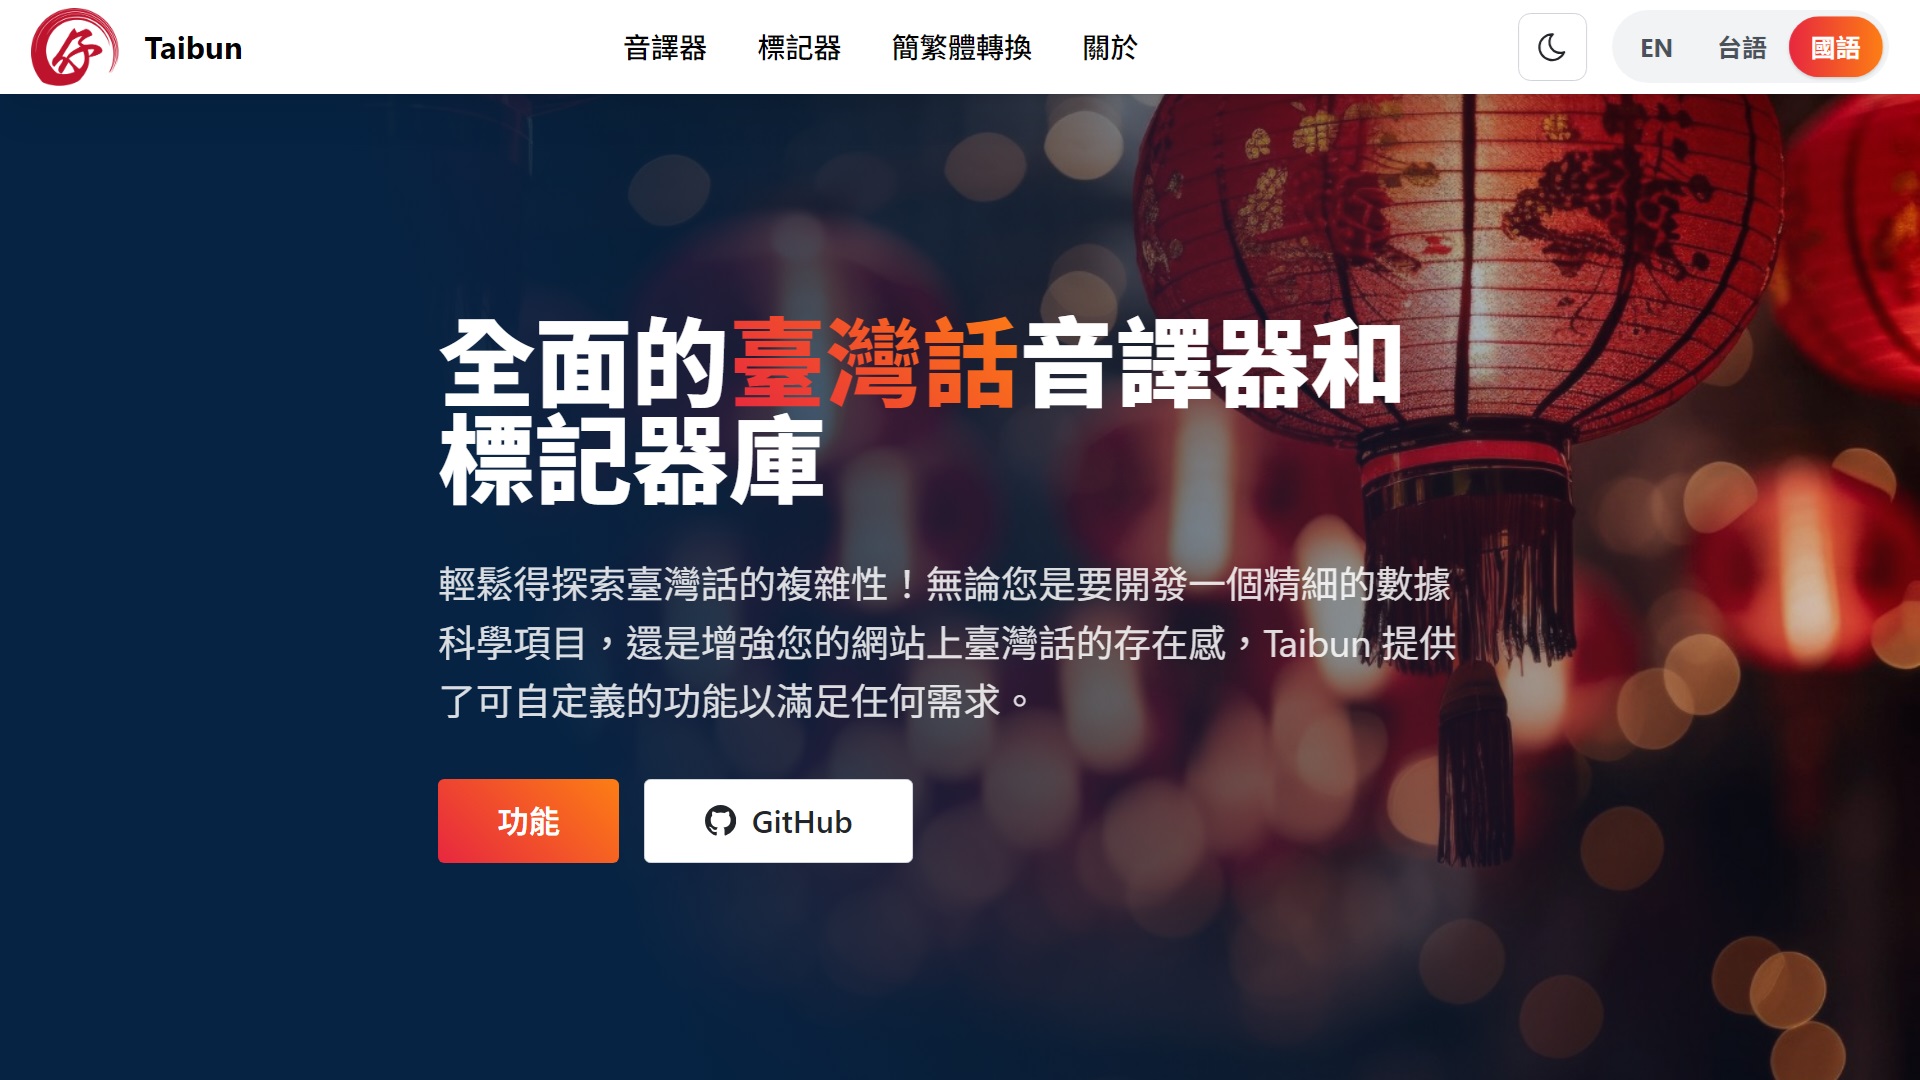 Taibun
音譯器
標記器
簡繁體轉換
關於
EN
台語
國語
全面的臺灣話音譯器和
標記器庫
輕鬆得探索臺灣話的複雜性！無論您是要開發一個精細的數據
科學項目，還是增強您的網站上臺灣話的存在感，Taibun 提供
了可自定義的功能以滿足任何需求。
功能
GitHub